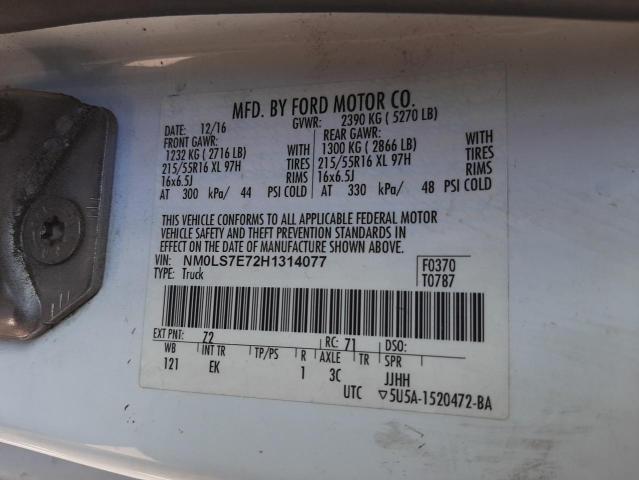 MFD. BY FORD MOTOR CO.
DATE: 12/16 GVWR: 2390 KG ( 5270 LB)
FRONT GAWR: REAR GAWR:
1232 KG ( 2716 LB) WITH 1300 KG ( 2866 LB) WITH
215/55R16 XL 97H TIRES 215/55R16 XL 97H TIRES
16x6.5J RIMS 16x6.5J RIMS
AT 300 kPa/ 44 PSI COLD AT 330 kPa/ 48 PSI COLD
THIS VEHICLE CONFORMS TO ALL APPLICABLE FEDERAL MOTOR
VEHICLE SAFETY AND THEFT PREVENTION STANDARDS IN
EFFECT ON THE DATE OF MANUFACTURE SHOWN ABOVE.
VIN: NM0LS7E72H1314077 F0370
TYPE: Truck T0787
EXT PNT: Z2 RC: 71 DSO:
WB INT TR TP/PS R AXLE TR SPR
121 EK 1 3C JJHH
UTC ▽5U5A-1520472-BA